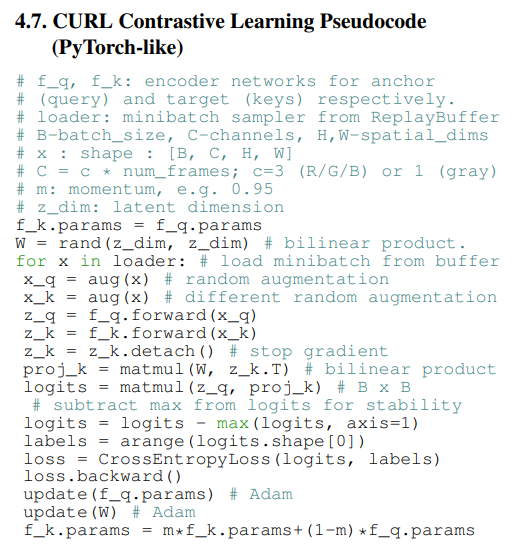 4.7. CURL Contrastive Learning Pseudocode
(PyTorch-like)
# f_q, f_k: encoder networks for anchor
# (query) and target (keys) respectively.
# loader: minibatch sampler from ReplayBuffer
# B-batch_size, C-channels, H,W-spatial_dims
# x : shape : [B, C, H, W]
# C = c * num_frames; c=3 (R/G/B) or 1 (gray)
# m: momentum, e.g. 0.95
# z_dim: latent dimension
f_k.params = f_q.params
W = rand(z_dim, z_dim) # bilinear product.
for x in loader: # load minibatch from buffer
x_q = aug(x) # random augmentation
x_k = aug(x) # different random augmentation
z_q = f_q.forward(x_q)
z_k = f_k.forward(x_k)
z_k = z_k.detach() # stop gradient
proj_k = matmul(W, z_k.T) # bilinear product
logits = matmul(z_q, proj_k) # B x B
# subtract max from logits for stability
logits = logits - max(logits, axis=1)
labels = arange(logits.shape[0])
loss = CrossEntropyLoss(logits, labels)
loss.backward()
update(f_q.params) # Adam
update(W) # Adam
f_k.params = m*f_k.params+(1-m)*f_q.params